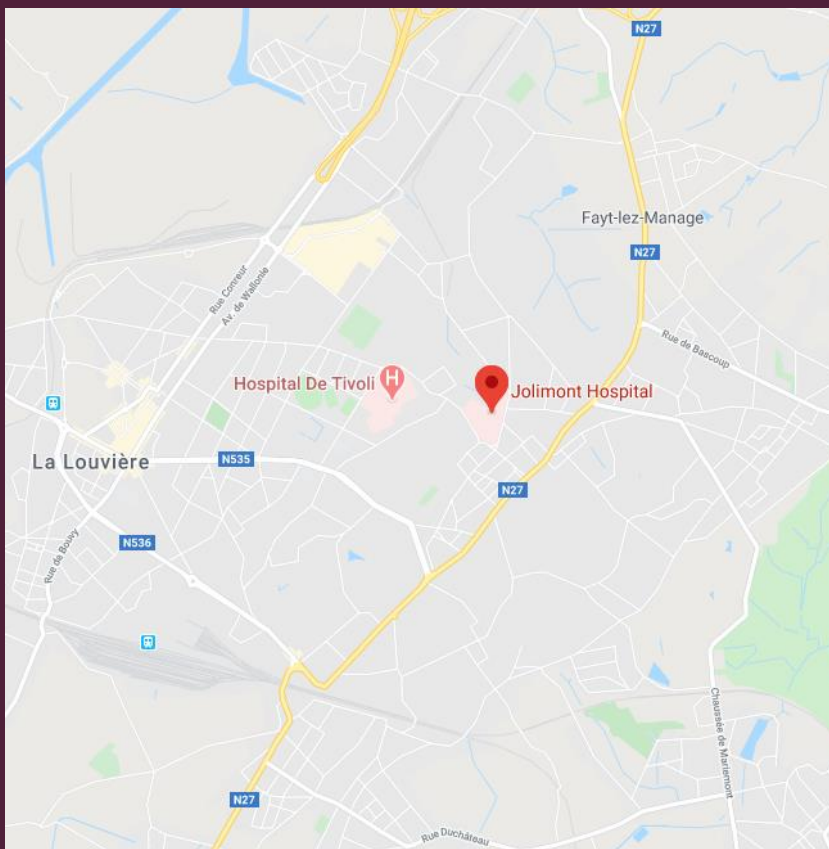 N27
Fayt-lez-Manage
N27
Rue Conreur
Av. de Wallonie
Rue de Bascoup
Hospital De Tivoli
H
Jolimont Hospital
La Louvière
N535
N27
Rue de Bouvy
N536
Chaussée de Mariemont
N27
Rue Duchâteau